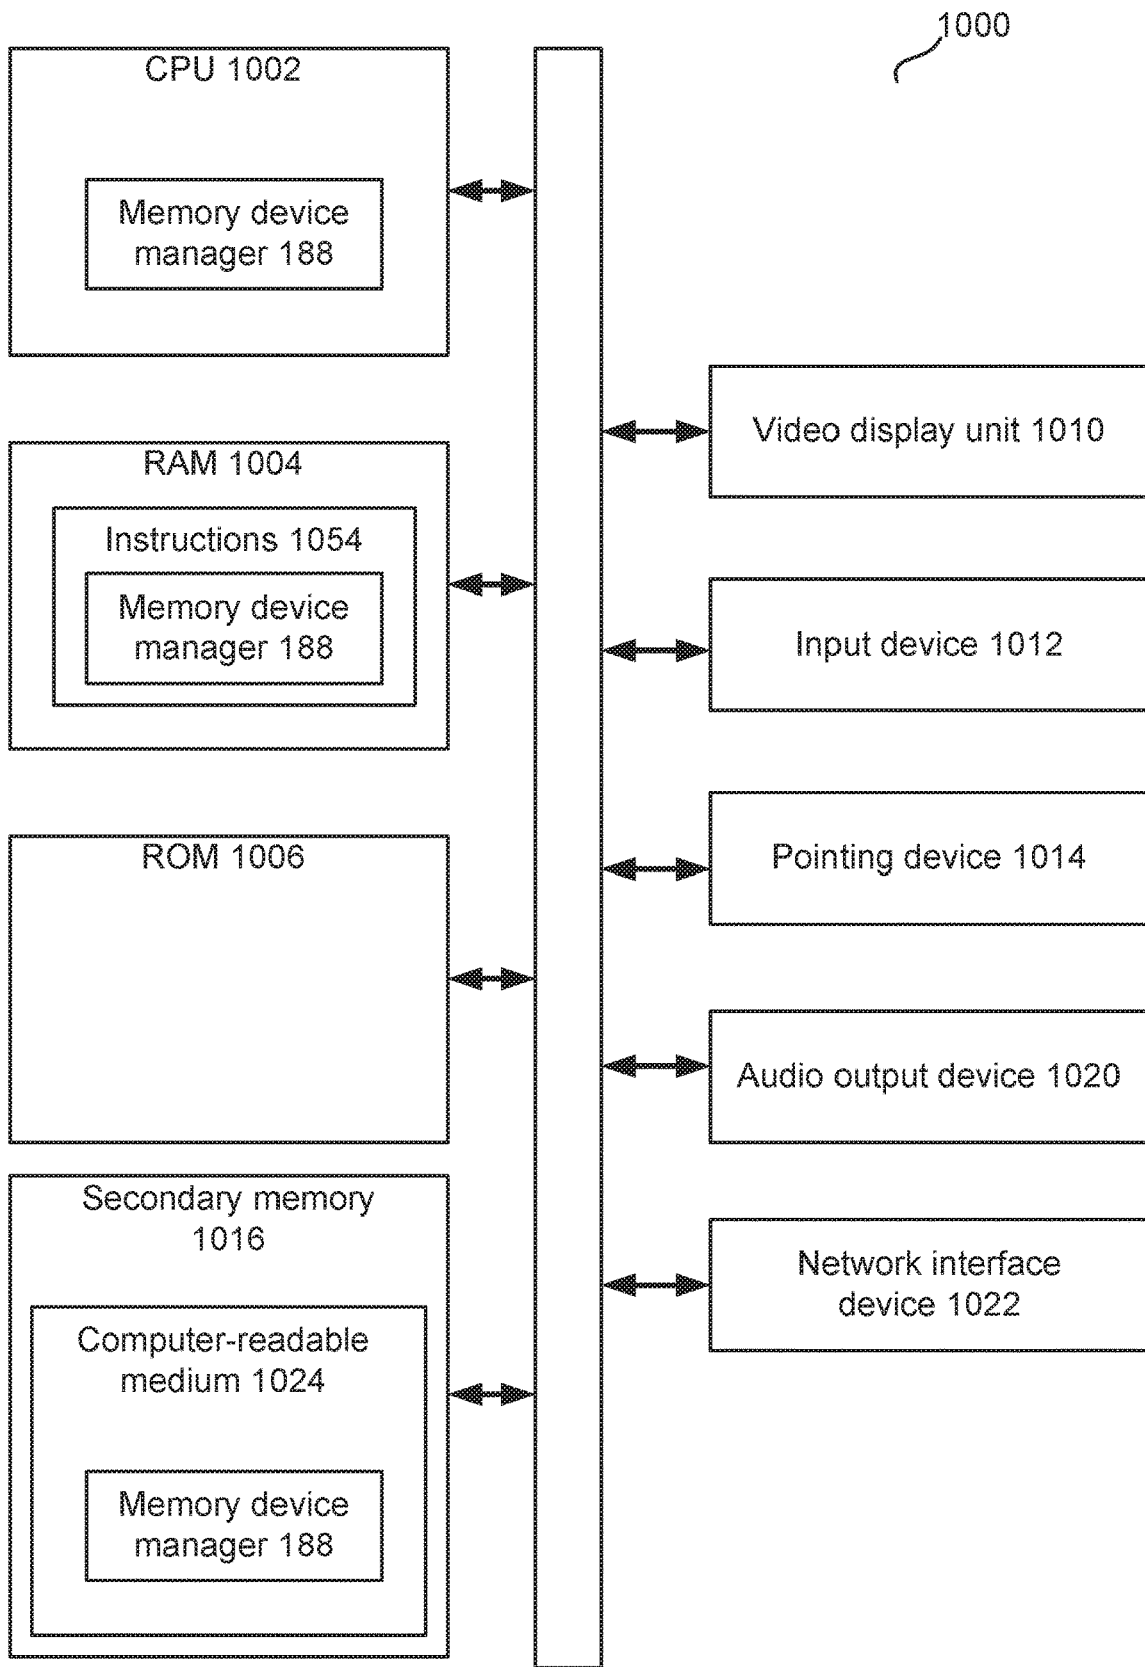 1000
CPU 1002
Memory device
manager 188
RAM 1004
Instructions 1054
Memory device
manager 188
ROM 1006
Secondary memory
1016
Computer-readable
medium 1024
Memory device
manager 188
Video display unit 1010
Input device 1012
Pointing device 1014
Audio output device 1020
Network interface
device 1022